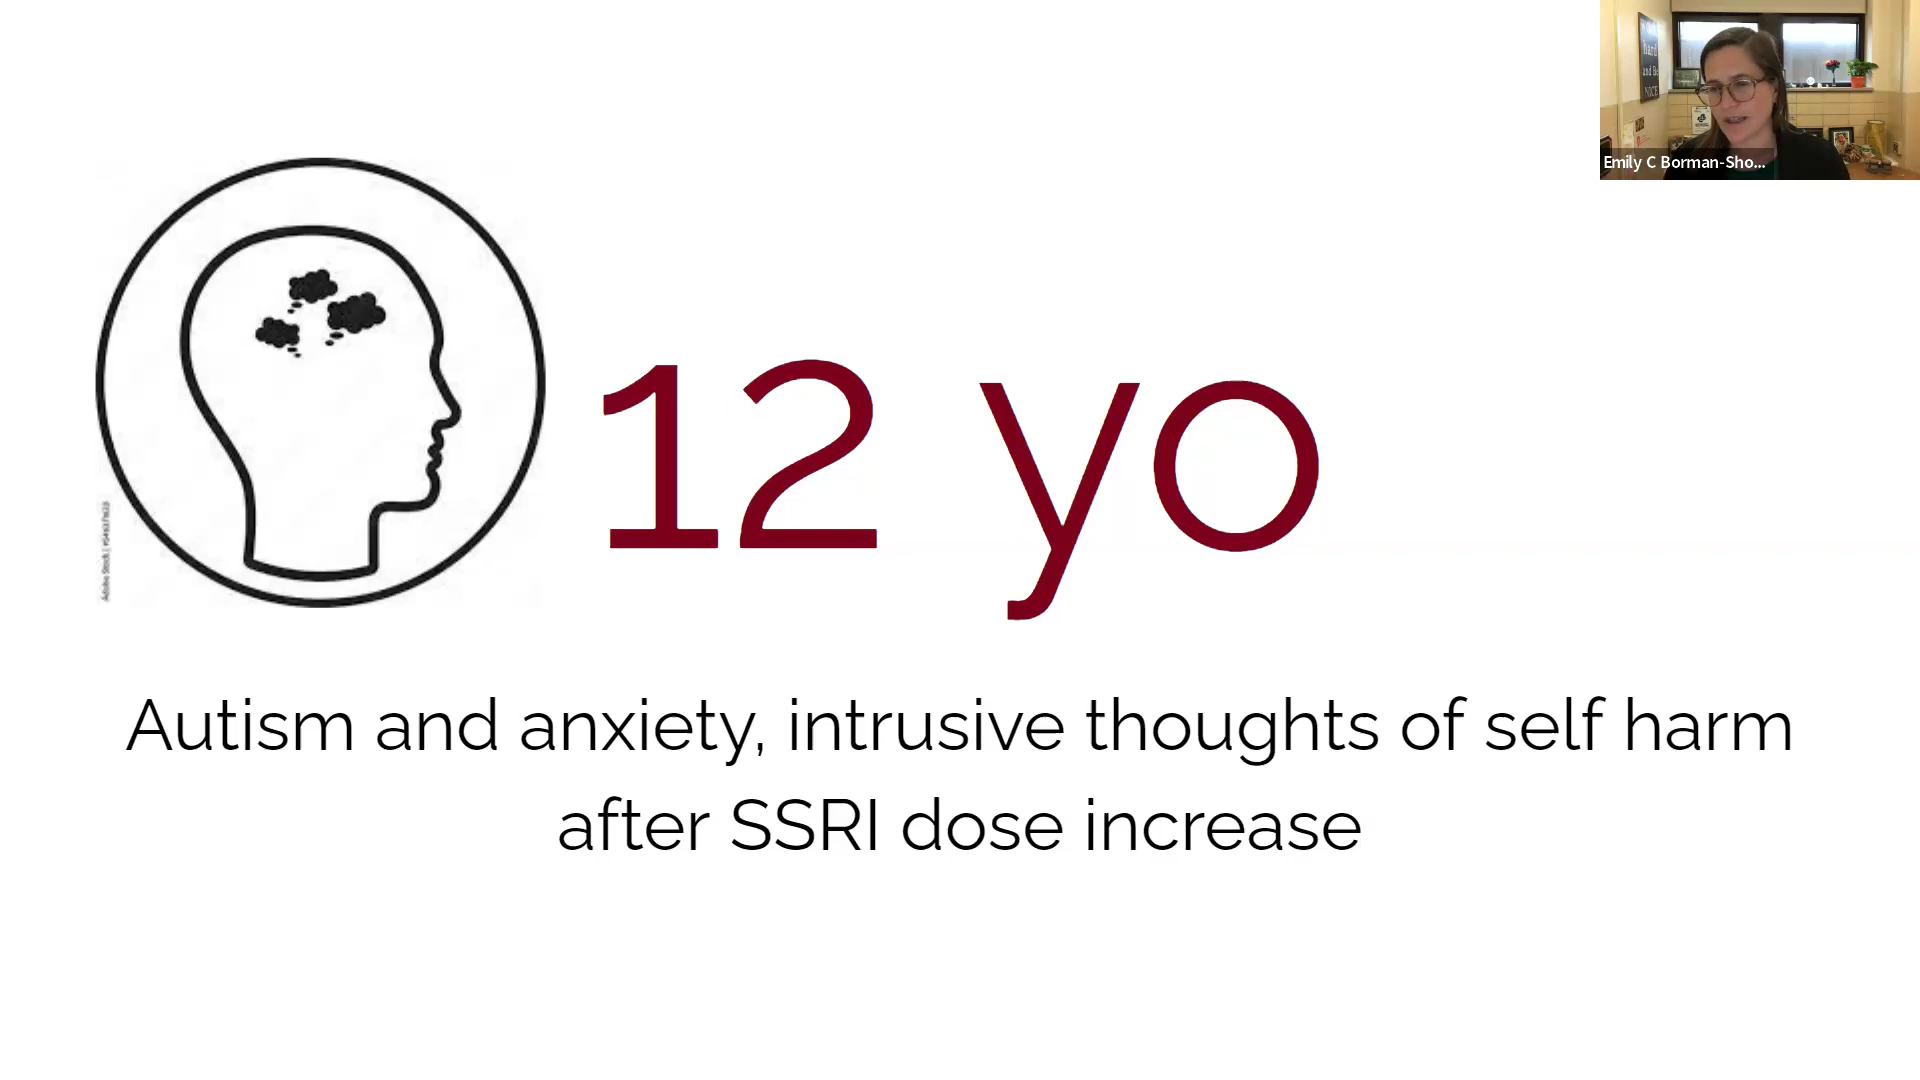 Emily C Borman-Sho...
12 yo
Autism and anxiety, intrusive thoughts of self harm
after SSRI dose increase